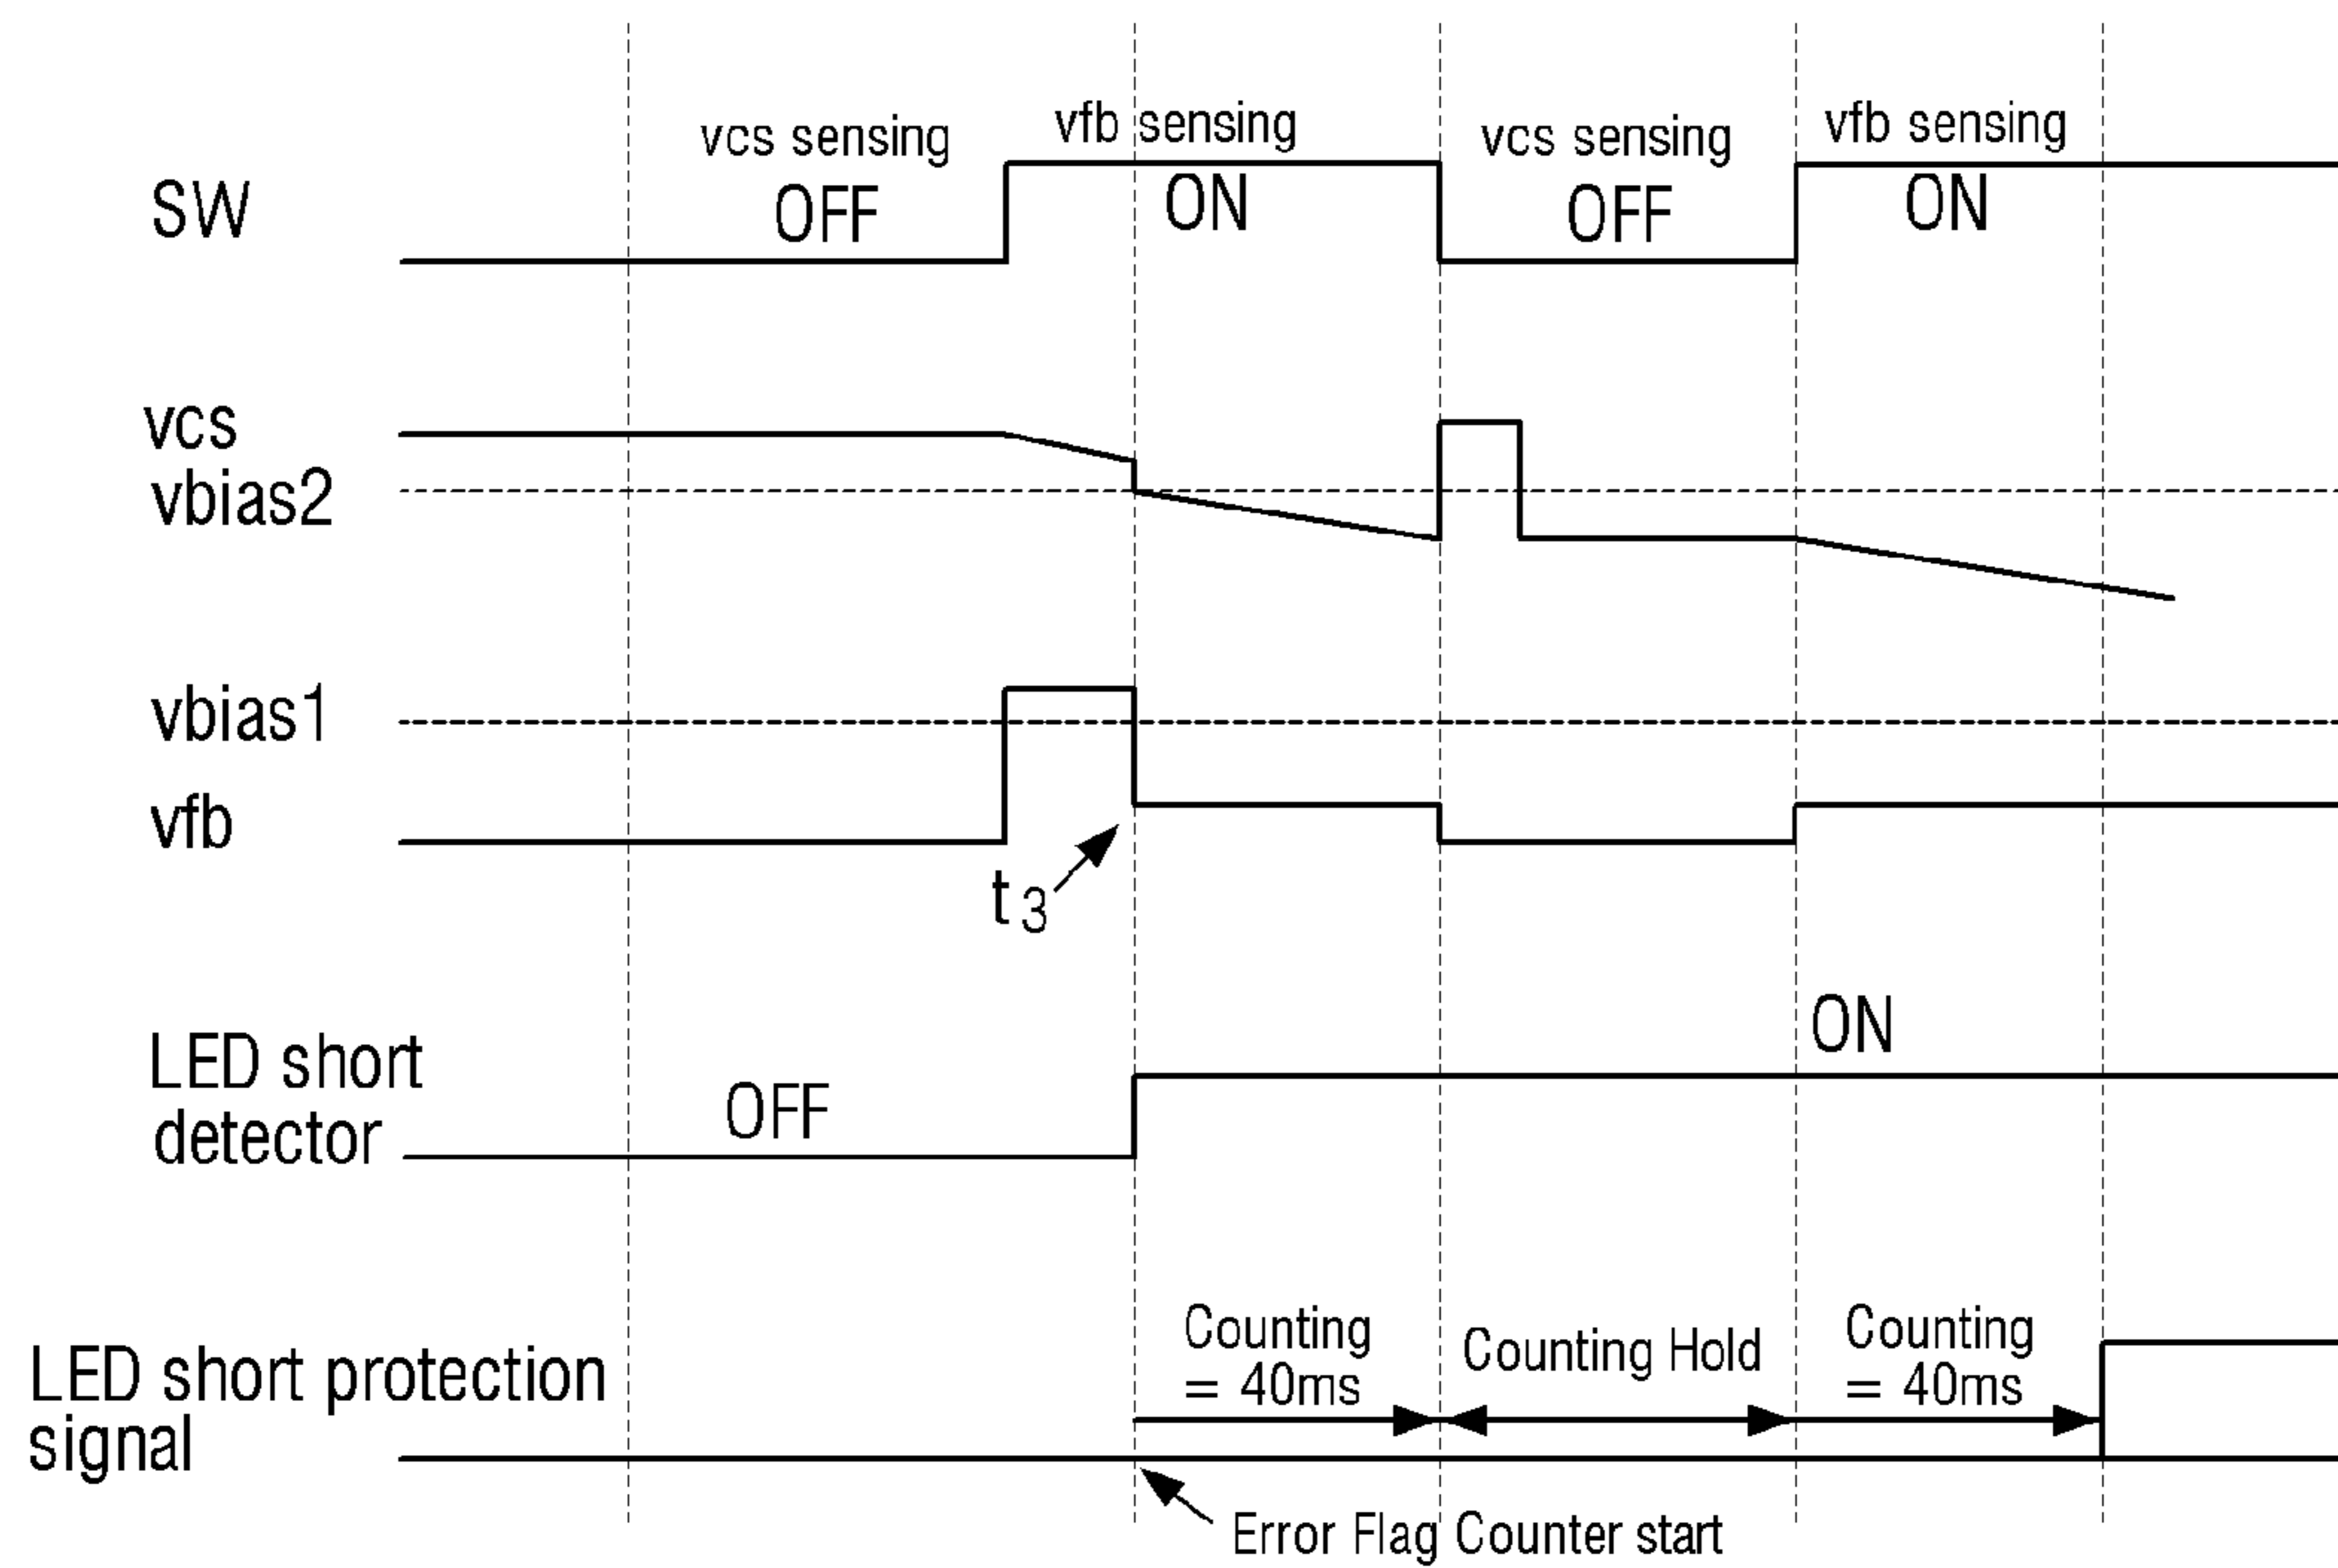 vcs sensing
vfb sensing
vcs sensing
vfb sensing
SW
OFF
ON
OFF
ON
vcs
vbias2
vbias1
vfb
t3
ON
LED short
detector
OFF
Counting
= 40ms
Counting Hold
Counting
= 40ms
LED short protection
signal
Error Flag Counter start